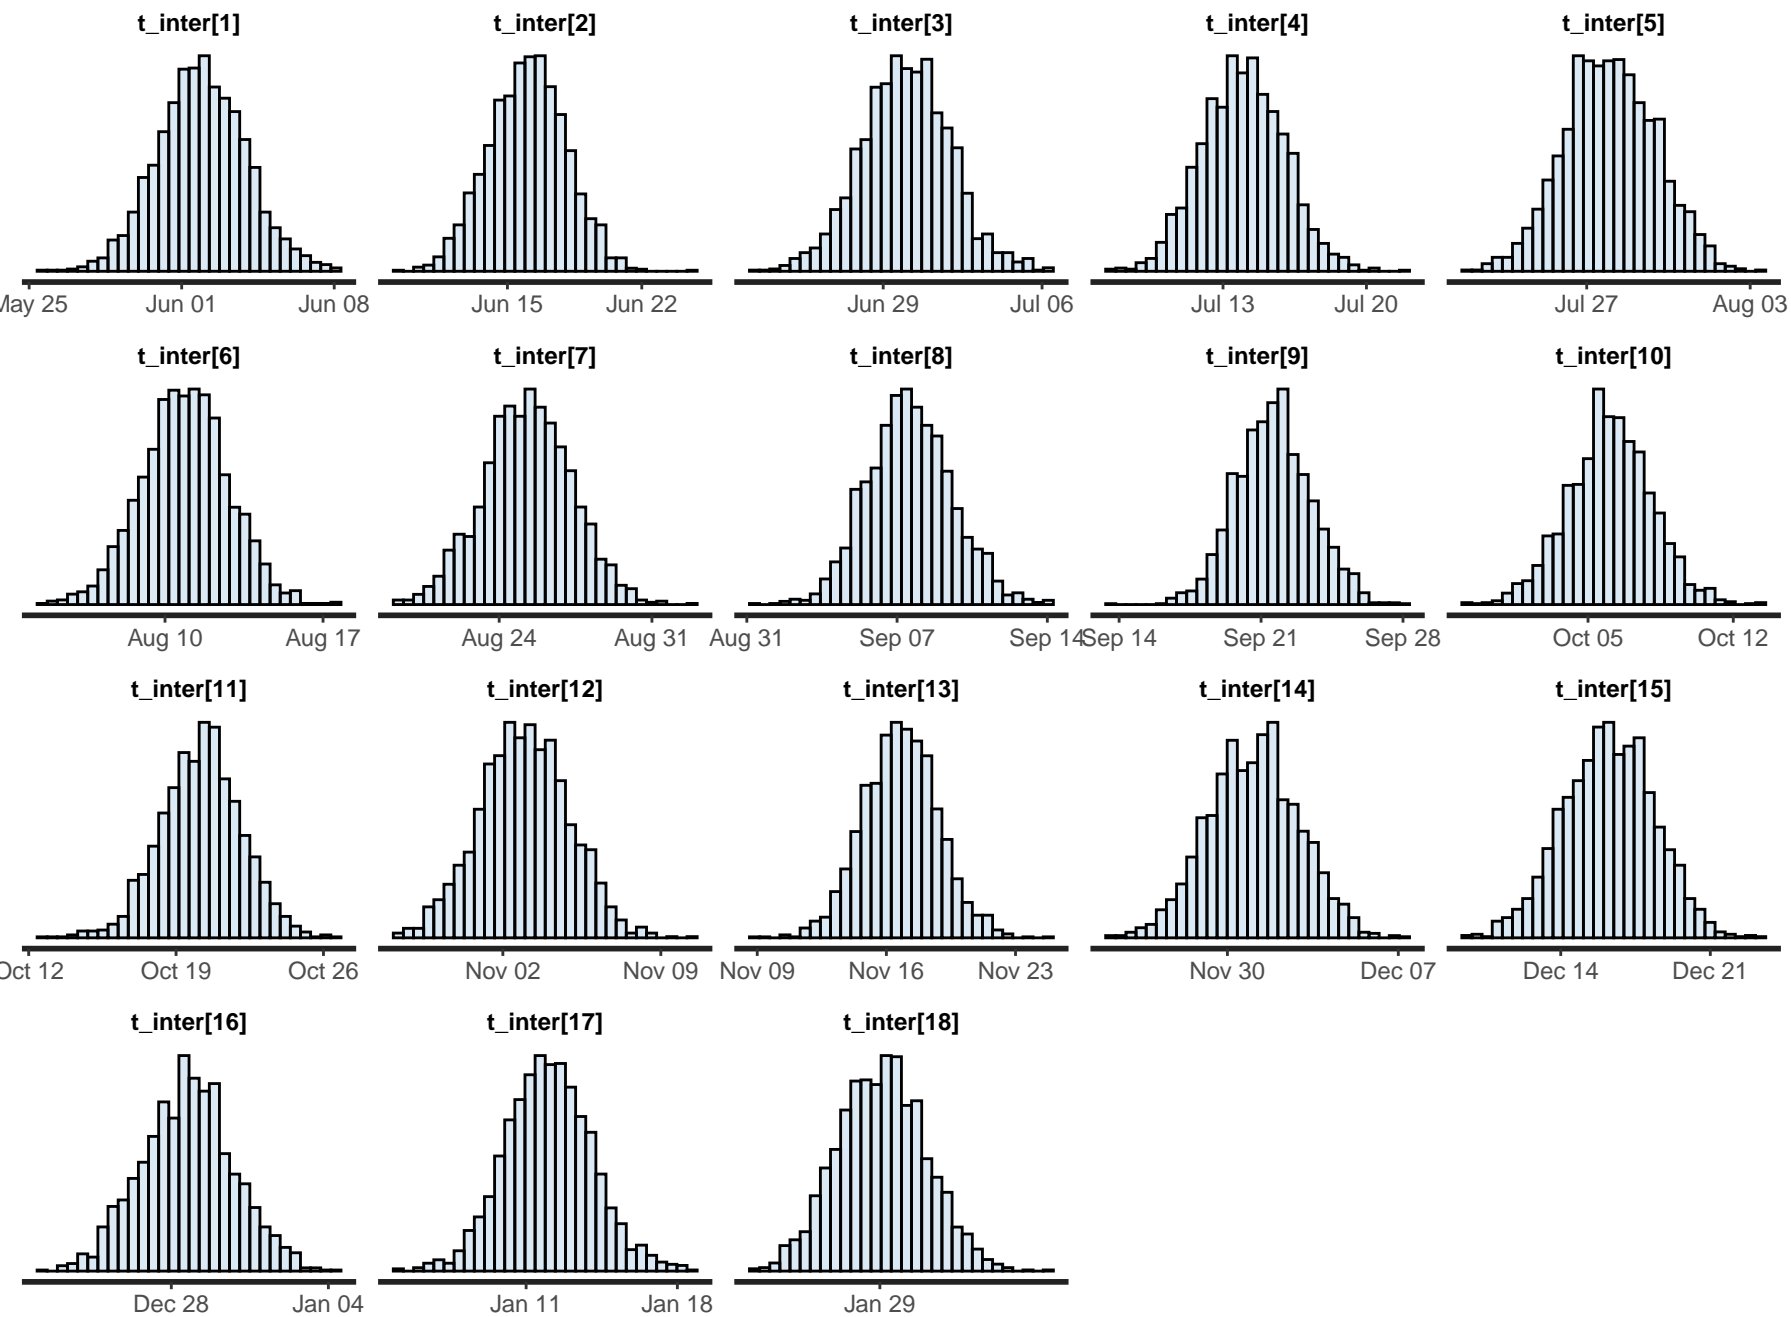 t_inter[1] t_inter[2] t_inter[3] t_inter[4] t_inter[5]
May 25 Jun 01 Jun 08 Jun 15 Jun 22 Jun 29 Jul 06 Jul 13 Jul 20 Jul 27 Aug 03
t_inter[6] t_inter[7] t_inter[8] t_inter[9] t_inter[10]
Aug 10 Aug 17 Aug 24 Aug 31 Aug 31 Sep 07 Sep 14 Sep 14 Sep 21 Sep 28 Oct 05 Oct 12
t_inter[11] t_inter[12] t_inter[13] t_inter[14] t_inter[15]
Oct 12 Oct 19 Oct 26 Nov 02 Nov 09 Nov 09 Nov 16 Nov 23 Nov 30 Dec 07 Dec 14 Dec 21
t_inter[16] t_inter[17] t_inter[18]
Dec 28 Jan 04 Jan 11 Jan 18 Jan 29